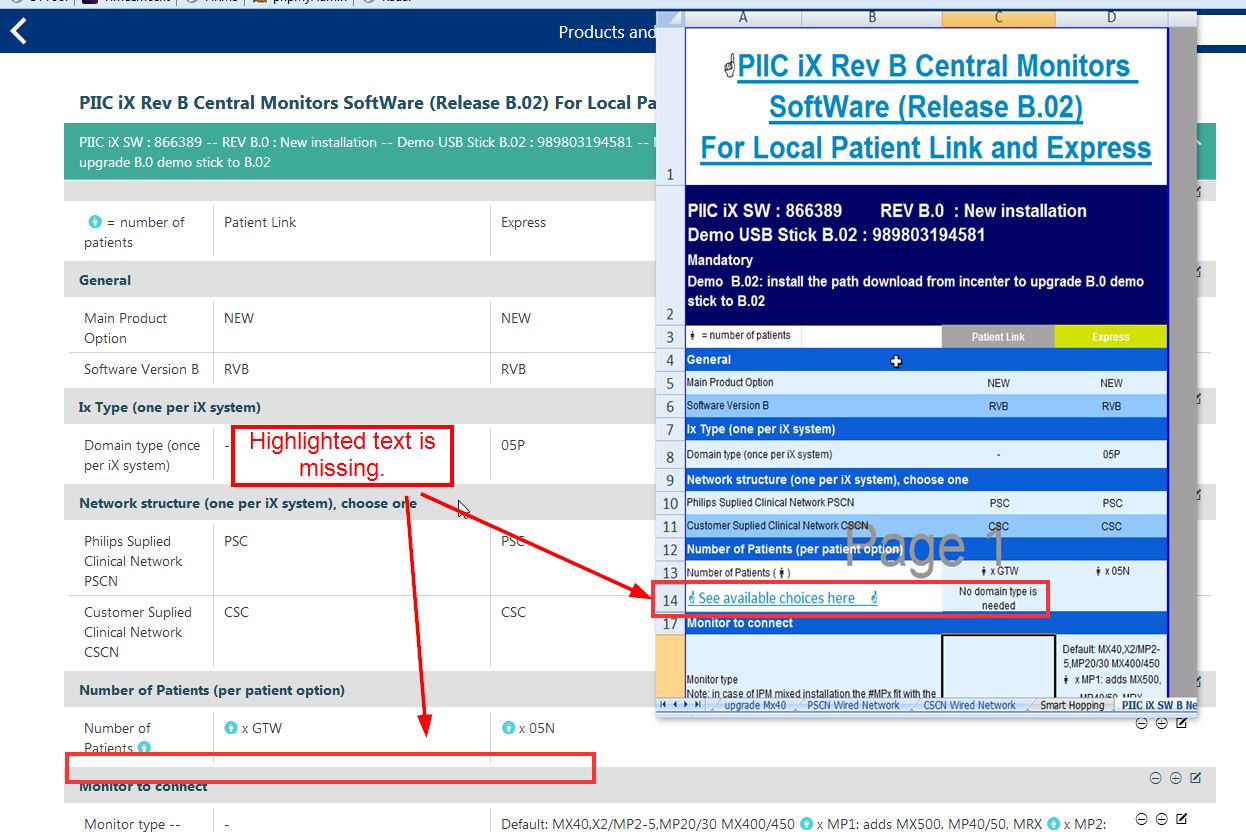 Products and
PIIC iX Rev B Central Monitors SoftWare (Release B.02) For Local Pa
PIIC iX SW : 866389 -- REV B.0 : New installation -- Demo USB Stick B.02 : 989803194581 --
upgrade B.0 demo stick to B.02
= number of
patients
Patient Link
Express
General
Main Product
Option
NEW
NEW
Software Version B
RVB
RVB
Ix Type (one per iX system)
Domain type (once
per iX system)
-
05P
Highlighted text is
missing.
Network structure (one per iX system), choose one
Philips Suplied
Clinical Network
PSCN
PSC
PSC
Customer Suplied
Clinical Network
CSCN
CSC
CSC
Number of Patients (per patient option)
Number of
Patients
x GTW
x 05N
Monitor to connect
Monitor type --
-
Default: MX40,X2/MP2-5,MP20/30 MX400/450 x MP1: adds MX500, MP40/50, MRX x MP2:
A B C D
1
PIIC iX Rev B Central Monitors
SoftWare (Release B.02)
For Local Patient Link and Express
2
PIIC iX SW : 866389 REV B.0 : New installation
Demo USB Stick B.02 : 989803194581
Mandatory
Demo B.02: install the path download from incenter to upgrade B.0 demo
stick to B.02
3 = number of patients Patient Link Express
4 General
5 Main Product Option NEW NEW
6 Software Version B RVB RVB
7 Ix Type (one per iX system)
8 Domain type (once per iX system) - 05P
9 Network structure (one per iX system), choose one
10 Philips Suplied Clinical Network PSCN PSC PSC
11 Customer Suplied Clinical Network CSCN CSC CSC
Page 1
12 Number of Patients (per patient option)
13 Number of Patients ( ) x GTW x 05N
14 See available choices here No domain type is
needed
17 Monitor to connect
Default: MX40,X2/MP2-
5,MP20/30 MX400/450
x MP1: adds MX500,
MP40/50, MRX
Monitor type
Note: in case of IPM mixed installation the #MPx fit with the
upgrade Mx40 PSCN Wired Network CSCN Wired Network Smart Hopping PIIC iX SW B Ne